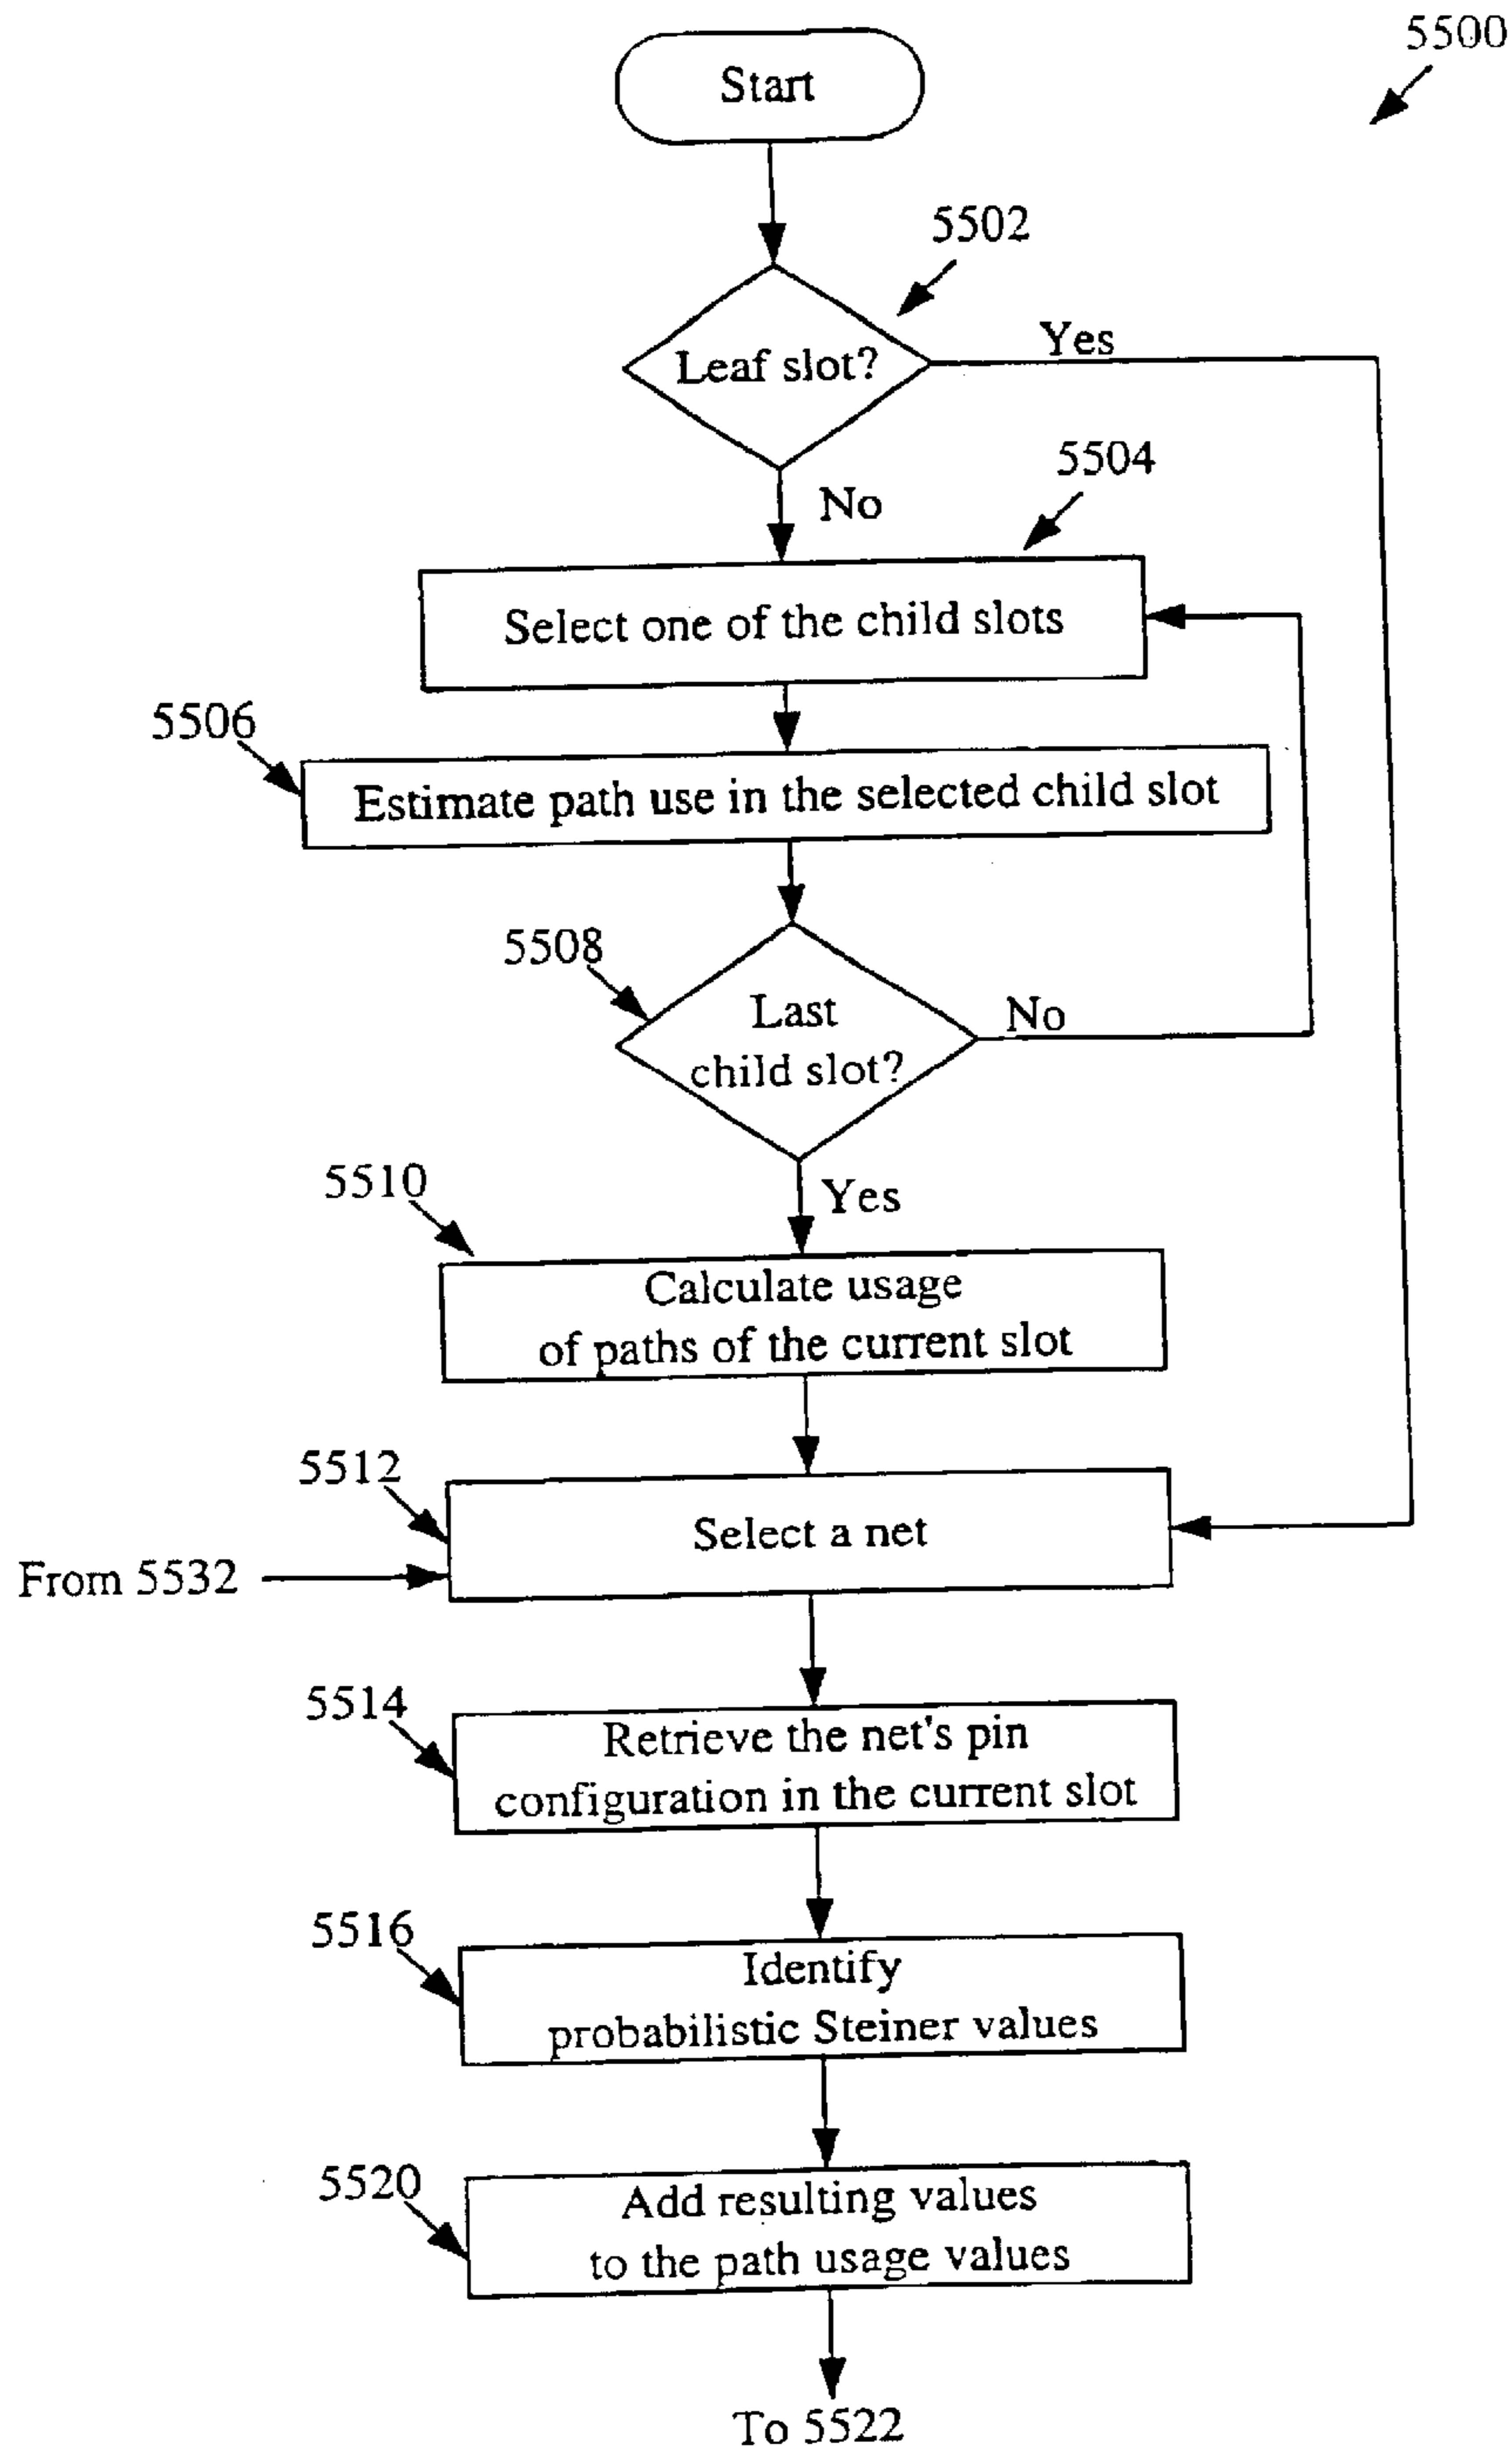 5500
Start
5502
Leaf slot?
Yes
No
5504
Select one of the child slots
5506
Estimate path use in the selected child slot
5508
Last
child slot?
No
Yes
5510
Calculate usage
of paths of the current slot
5512
Select a net
From 5532
5514
Retrieve the net's pin
configuration in the current slot
5516
Identify
probabilistic Steiner values
5520
Add resulting values
to the path usage values
To 5522